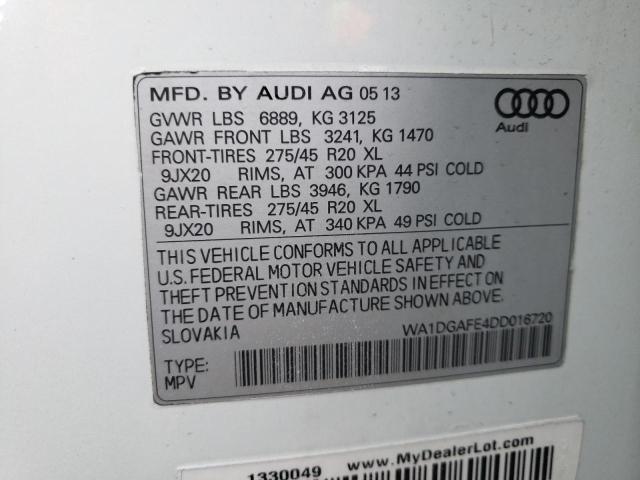 MFD. BY AUDI AG 05 13
GVWR LBS 6889, KG 3125
GAWR FRONT LBS 3241, KG 1470
FRONT-TIRES 275/45 R20 XL
9JX20 RIMS, AT 300 KPA 44 PSI COLD
GAWR REAR LBS 3946, KG 1790
REAR-TIRES 275/45 R20 XL
9JX20 RIMS, AT 340 KPA 49 PSI COLD
Audi
THIS VEHICLE CONFORMS TO ALL APPLICABLE
U.S. FEDERAL MOTOR VEHICLE SAFETY AND
THEFT PREVENTION STANDARDS IN EFFECT ON
THE DATE OF MANUFACTURE SHOWN ABOVE.
SLOVAKIA
WA1DGAFE4DD016720
TYPE:
MPV
1330049
www.MyDealerLot.com